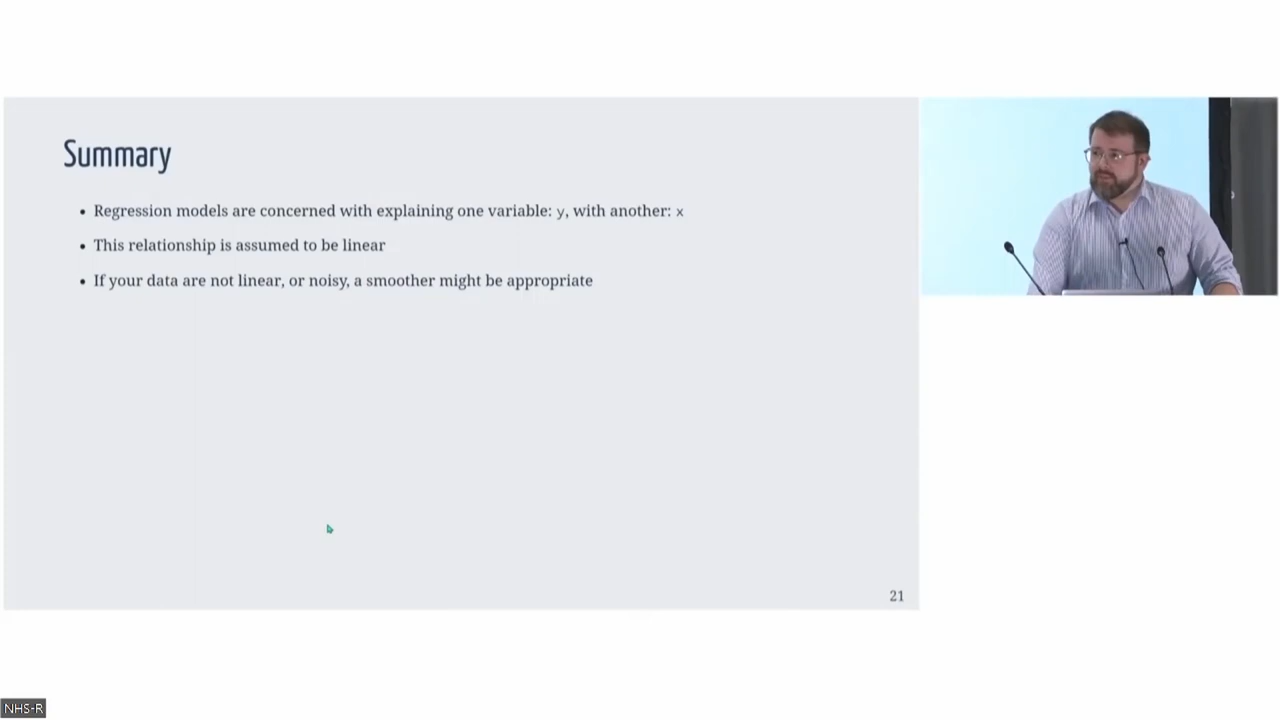 Summary
Regression models are concerned with explaining one variable: y, with another: x
This relationship is assumed to be linear
If your data are not linear, or noisy, a smoother might be appropriate
21
NHS-R